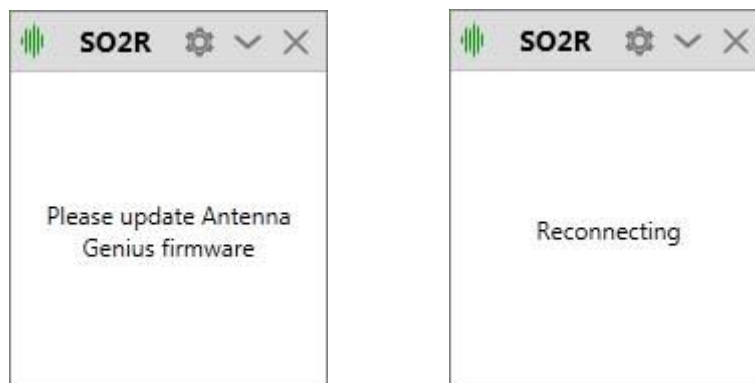 SO2R
Please update Antenna
Genius firmware
SO2R
Reconnecting